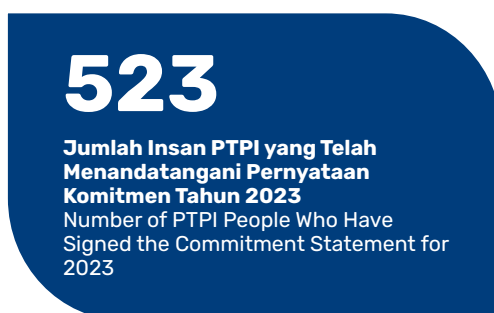 523
Jumlah Insan PTPI yang Telah
Menandatangani Pernyataan
Komitmen Tahun 2023
Number of PTPI People Who Have
Signed the Commitment Statement for
2023